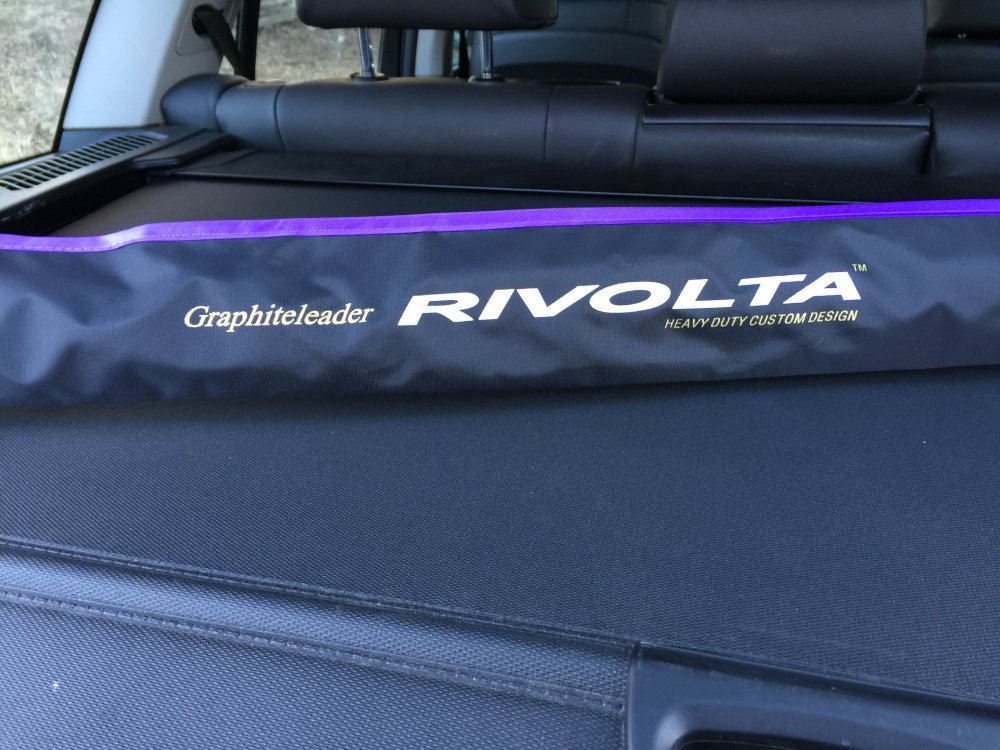 Graphiteleader RIVOLTA™
HEAVY DUTY CUSTOM DESIGN